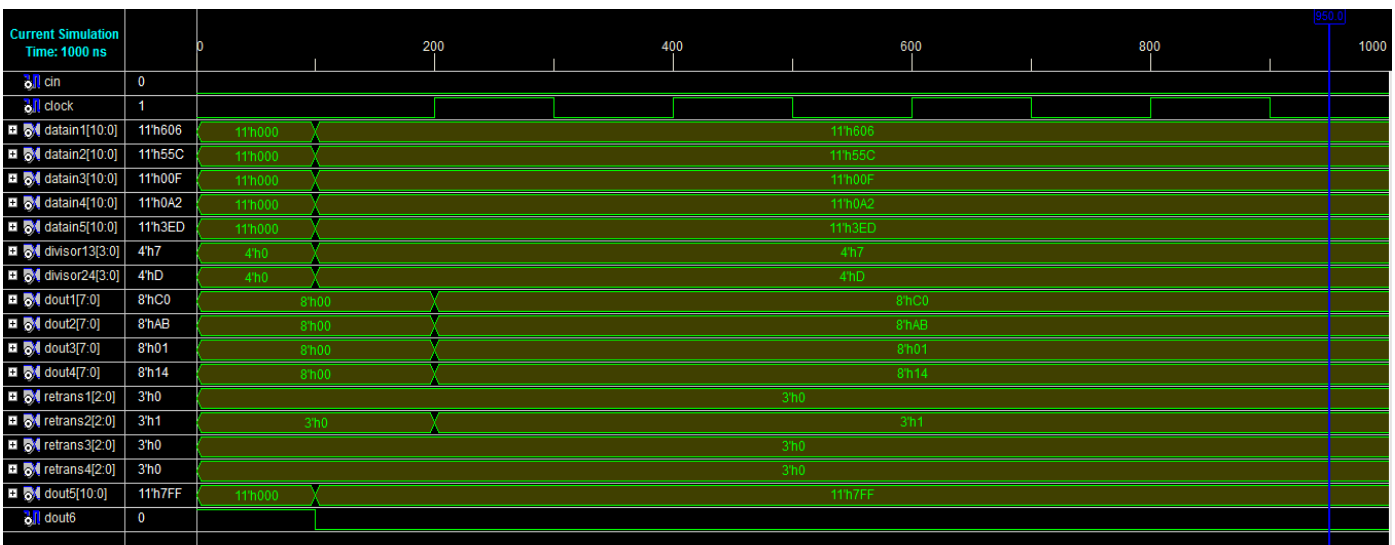 950.0
Current Simulation
Time: 1000 ns
0 200 400 600 800 1000
cin 0
clock 1
datain1[10:0] 11'h606 11'h000 11'h606
datain2[10:0] 11'h55C 11'h000 11'h55C
datain3[10:0] 11'h00F 11'h000 11'h00F
datain4[10:0] 11'h0A2 11'h000 11'h0A2
datain5[10:0] 11'h3ED 11'h000 11'h3ED
divisor13[3:0] 4'h7 4'h0 4'h7
divisor24[3:0] 4'hD 4'h0 4'hD
dout1[7:0] 8'hC0 8'h00 8'hC0
dout2[7:0] 8'hAB 8'h00 8'hAB
dout3[7:0] 8'h01 8'h00 8'h01
dout4[7:0] 8'h14 8'h00 8'h14
retrans1[2:0] 3'h0 3'h0
retrans2[2:0] 3'h1 3'h0 3'h1
retrans3[2:0] 3'h0 3'h0
retrans4[2:0] 3'h0 3'h0
dout5[10:0] 11'h7FF 11'h000 11'h7FF
dout6 0